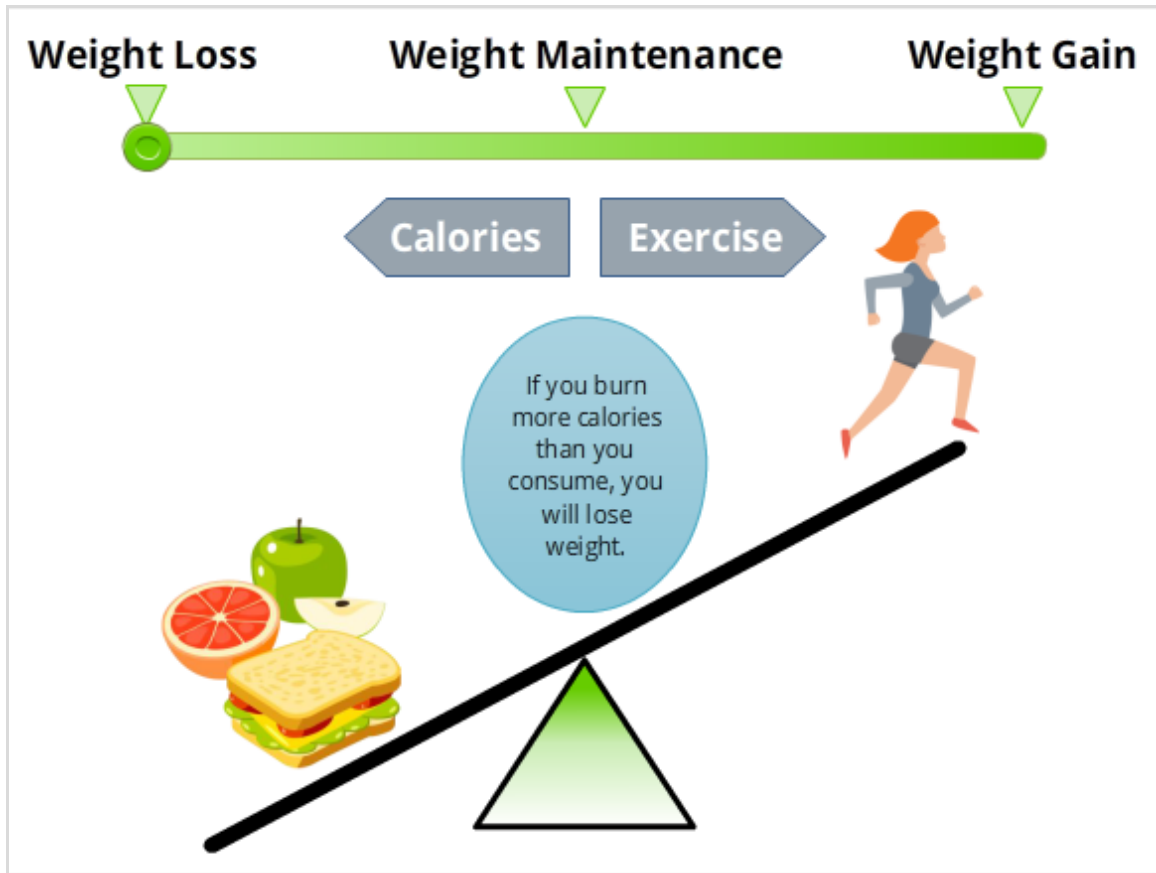 Weight Loss Weight Maintenance Weight Gain
Calories Exercise
If you burn
more calories
than you
consume, you
will lose
weight.